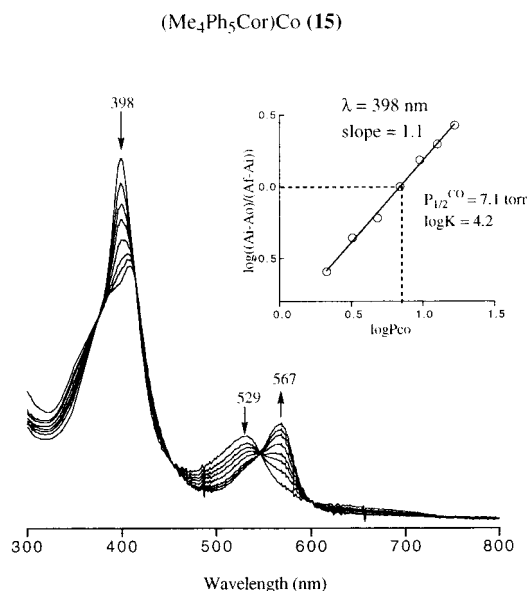 (Me4Ph5Cor)Co (15)
398
λ = 398 nm
slope = 1.1
P1/2 CO = 7.1 torr
logK = 4.2
log((Ai-Ao)/(Af-Ai))
0.5
0.0
-0.5
0.0 0.5 1.0 1.5
logPco
529
567
300 400 500 600 700 800
Wavelength (nm)